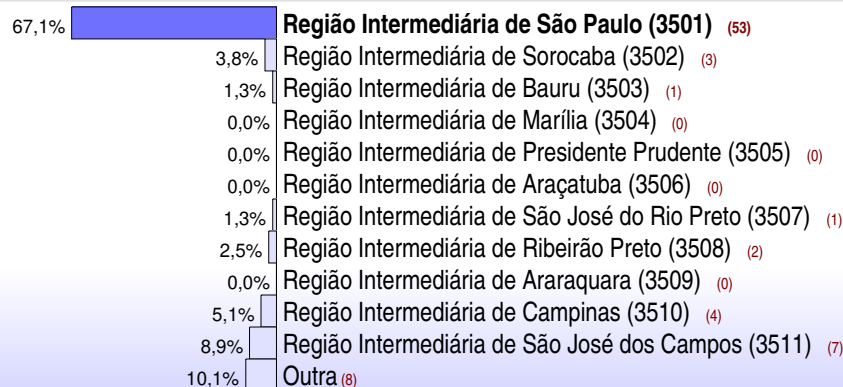 67,1% Região Intermediária de São Paulo (3501) (53)
3,8% Região Intermediária de Sorocaba (3502) (3)
1,3% Região Intermediária de Bauru (3503) (1)
0,0% Região Intermediária de Marília (3504) (0)
0,0% Região Intermediária de Presidente Prudente (3505) (0)
0,0% Região Intermediária de Araçatuba (3506) (0)
1,3% Região Intermediária de São José do Rio Preto (3507) (1)
2,5% Região Intermediária de Ribeirão Preto (3508) (2)
0,0% Região Intermediária de Araraquara (3509) (0)
5,1% Região Intermediária de Campinas (3510) (4)
8,9% Região Intermediária de São José dos Campos (3511) (7)
10,1% Outra (8)